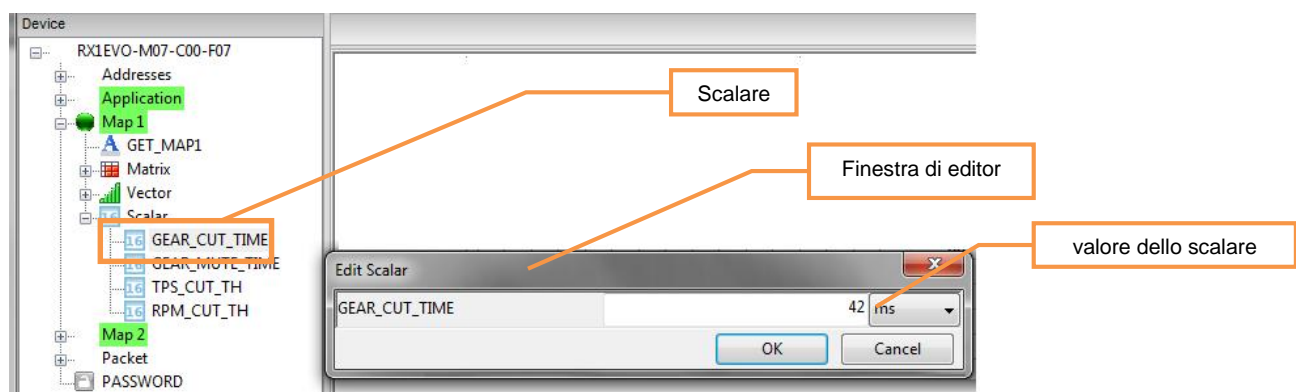 Device
RX1EVO-M07-C00-F07
Addresses
Application
Map 1
GET_MAP1
Matrix
Vector
Scalar
GEAR_CUT_TIME
GEAR_MUTE_TIME
TPS_CUT_TH
RPM_CUT_TH
Map 2
Packet
PASSWORD
Scalare
Finestra di editor
valore dello scalare
Edit Scalar
GEAR_CUT_TIME 42 ms
OK Cancel